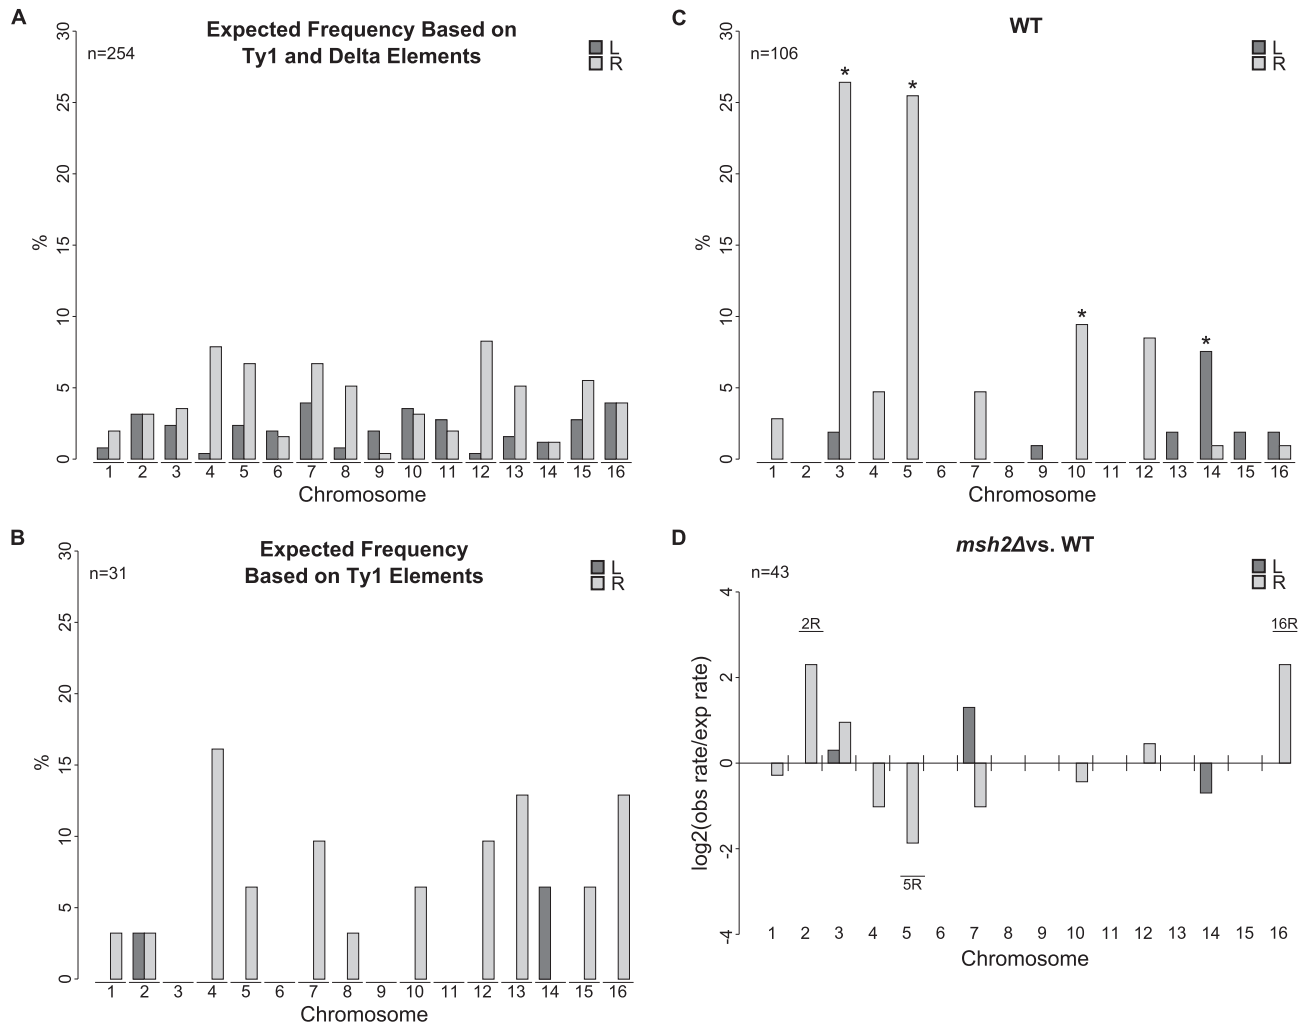 A
Expected Frequency Based on
Ty1 and Delta Elements
n=254
L
R
30
25
20
15
10
5
0
%
1 2 3 4 5 6 7 8 9 10 11 12 13 14 15 16
Chromosome
B
Expected Frequency
Based on Ty1 Elements
n=31
L
R
30
25
20
15
10
5
0
%
1 2 3 4 5 6 7 8 9 10 11 12 13 14 15 16
Chromosome
C
WT
n=106
L
R
30
25
20
15
10
5
0
%
* * * *
1 2 3 4 5 6 7 8 9 10 11 12 13 14 15 16
Chromosome
D
msh2Δvs. WT
n=43
L
R
4
2
0
-2
-4
log2(obs rate/exp rate)
2R
16R
5R
1 2 3 4 5 6 7 8 9 10 11 12 13 14 15 16
Chromosome